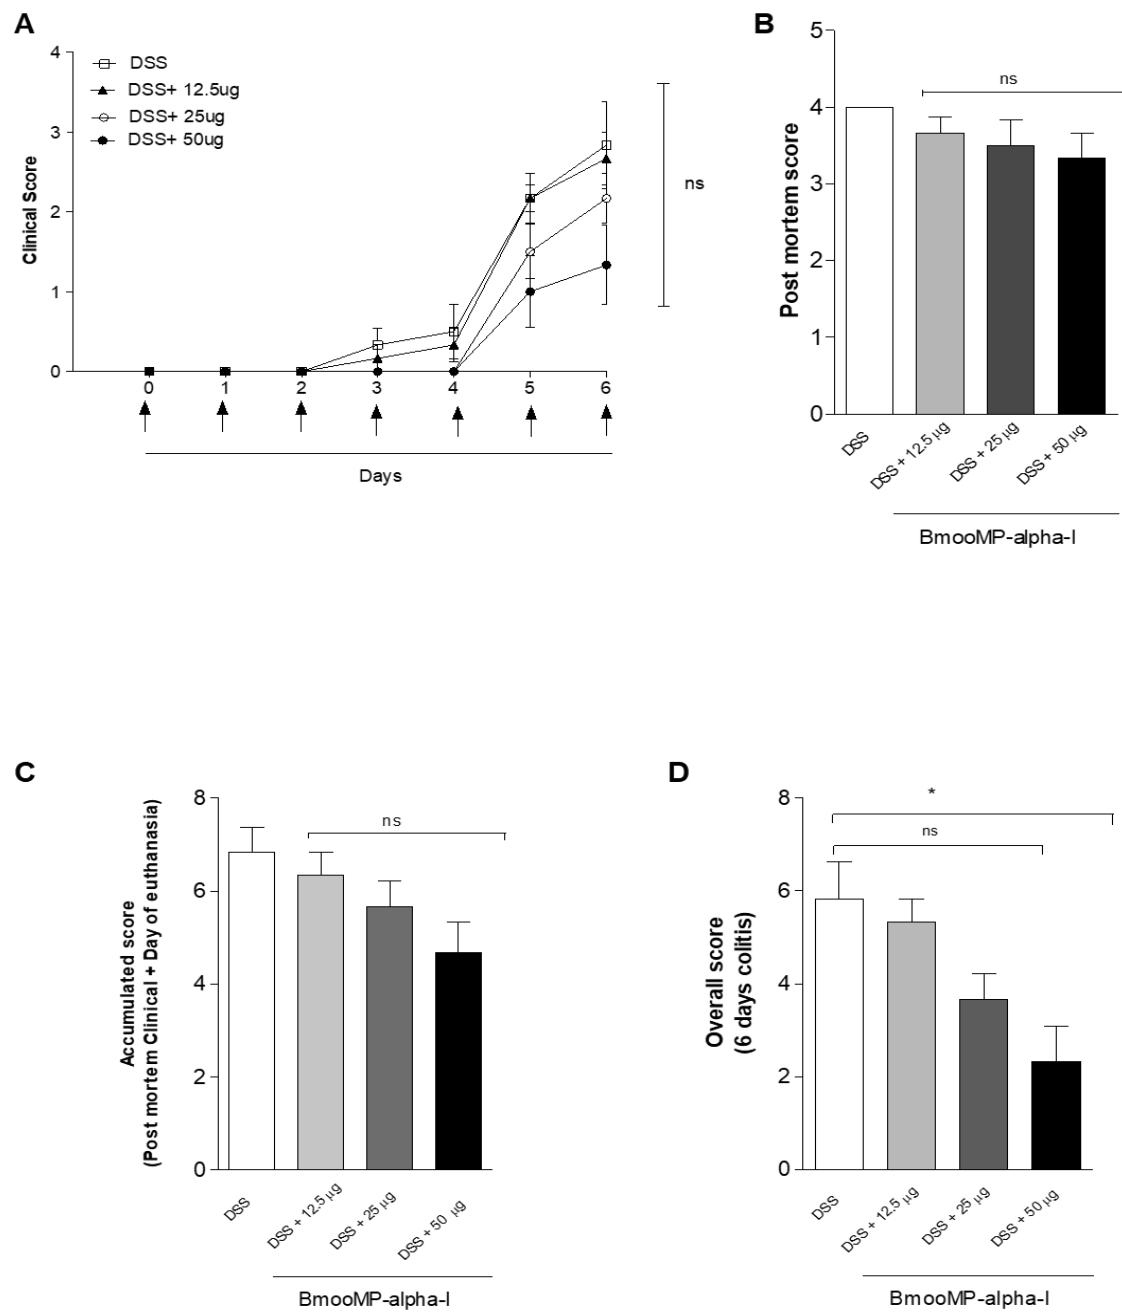 A
4
3
2
1
0
Clinical Score
DSS
DSS+ 12.5ug
DSS+ 25ug
DSS+ 50ug
ns
0 1 2 3 4 5 6
Days
B
5
4
3
2
1
0
Post mortem score
ns
DSS
DSS + 12.5 µg
DSS + 25 µg
DSS + 50 µg
BmooMP-alpha-I
C
8
6
4
2
0
Accumulated score
(Post mortem Clinical + Day of euthanasia)
ns
DSS
DSS + 12.5 µg
DSS + 25 µg
DSS + 50 µg
BmooMP-alpha-I
D
8
6
4
2
0
Overall score
(6 days colitis)
*
ns
DSS
DSS + 12.5 µg
DSS + 25 µg
DSS + 50 µg
BmooMP-alpha-I